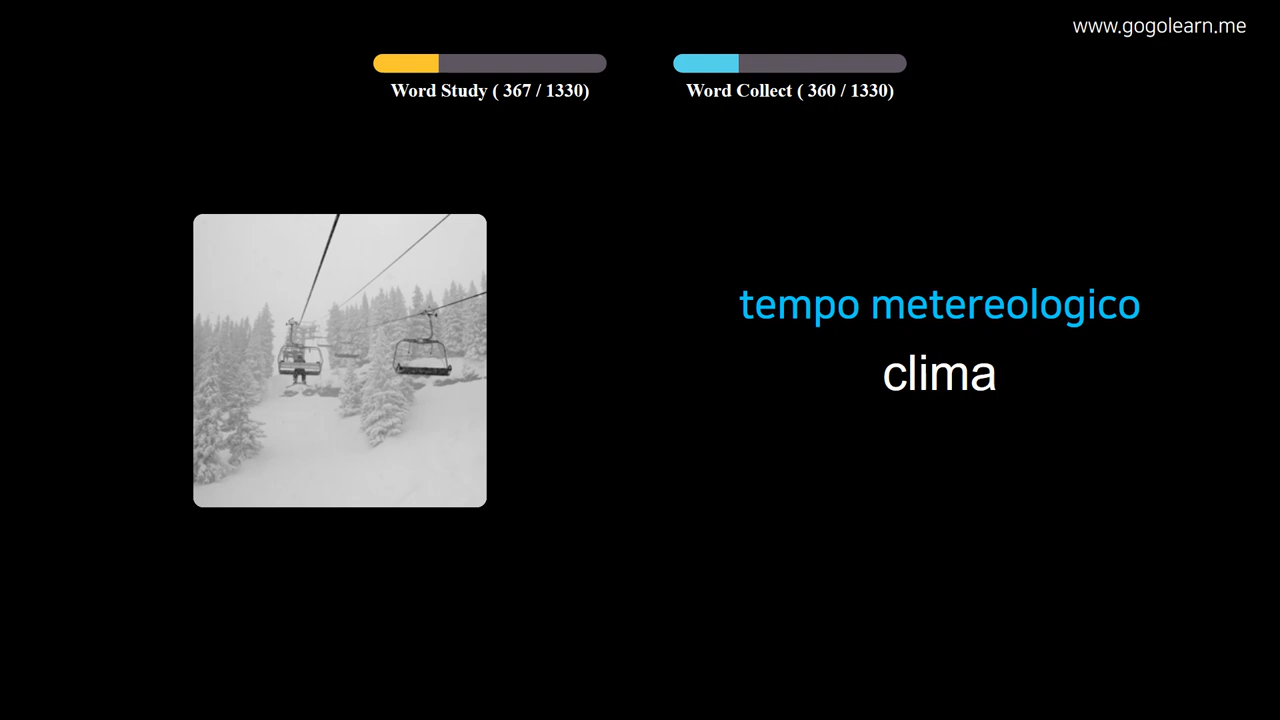 www.gogolearn.me
Word Study ( 367 / 1330)
Word Collect ( 360 / 1330)
tempo metereologico
clima